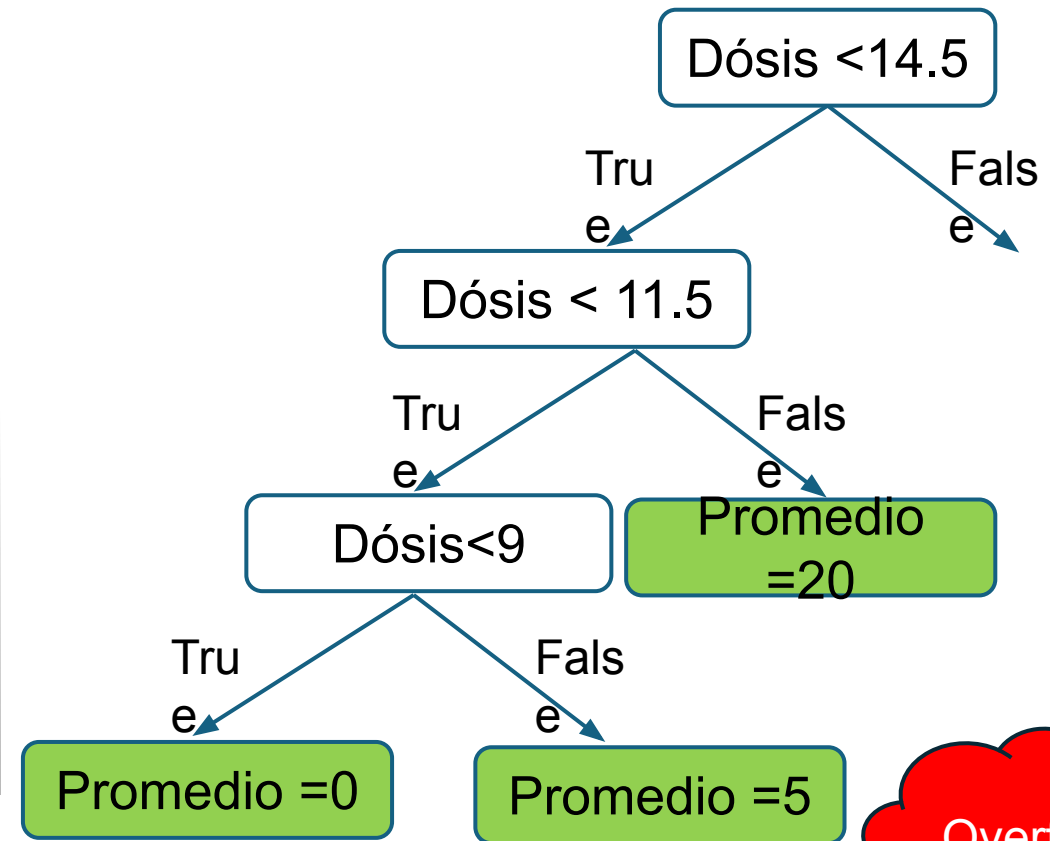 Dósis <14.5
Tru
e
Fals
e
Dósis < 11.5
Tru
e
Fals
e
Dósis<9
Promedio
=20
Tru
e
Fals
e
Promedio =0
Promedio =5